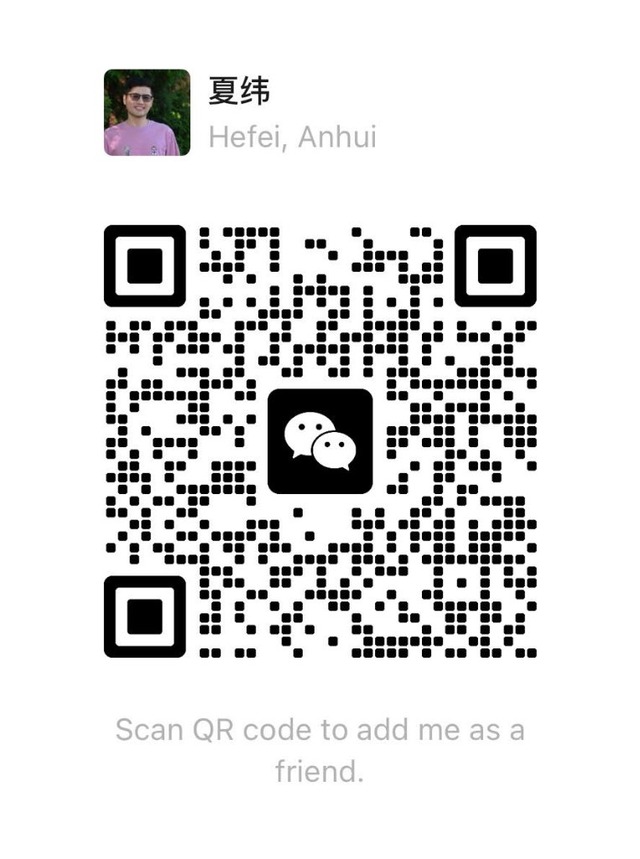 夏纬
Hefei, Anhui
Scan QR code to add me as a
friend.